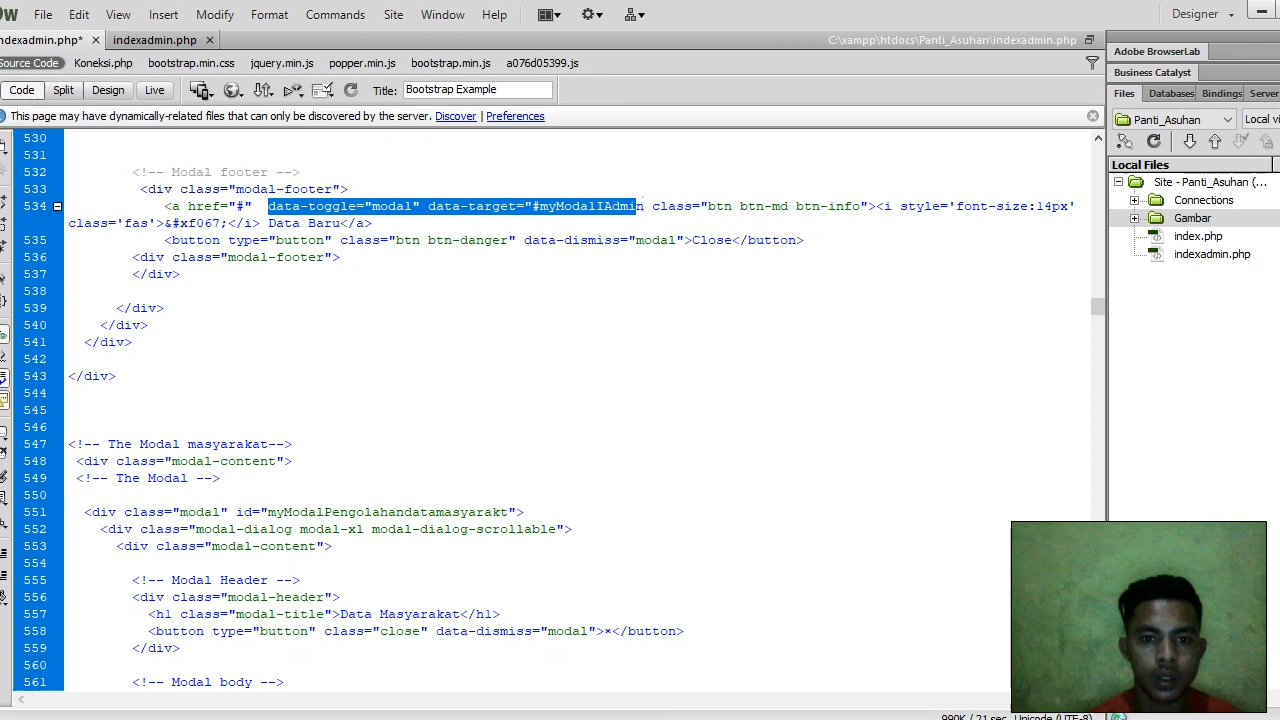 W File Edit View Insert Modify Format Commands Site Window Help Designer
ndexadmin.php* × indexadmin.php × C:\xampp\htdocs\Panti_Asuhan\indexadmin.php
Source Code Koneksi.php bootstrap.min.css jquery.min.js popper.min.js bootstrap.min.js a076d05399.js
Code Split Design Live Title: Bootstrap Example
This page may have dynamically-related files that can only be discovered by the server. Discover | Preferences
530
531
532 <!-- Modal footer -->
533 <div class="modal-footer">
534 <a href="#" data-toggle="modal" data-target="#myModalIAdmin class="btn btn-md btn-info"><i style='font-size:14px'
class='fas'>&#xf067;</i> Data Baru</a>
535 <button type="button" class="btn btn-danger" data-dismiss="modal">Close</button>
536 <div class="modal-footer">
537 </div>
538
539 </div>
540 </div>
541 </div>
542
543 </div>
544
545
546
547 <!-- The Modal masyarakat-->
548 <div class="modal-content">
549 <!-- The Modal -->
550
551 <div class="modal" id="myModalPengolahandatamasyarakt">
552 <div class="modal-dialog modal-xl modal-dialog-scrollable">
553 <div class="modal-content">
554
555 <!-- Modal Header -->
556 <div class="modal-header">
557 <h1 class="modal-title">Data Masyarakat</h1>
558 <button type="button" class="close" data-dismiss="modal">×</button>
559 </div>
560
561 <!-- Modal body -->
990K / 21 sec Unicode (UTF-8)
Adobe BrowserLab
Business Catalyst
Files Databases Bindings Server
Panti_Asuhan Local vi
Local Files
Site - Panti_Asuhan (...
Connections
Gambar
index.php
indexadmin.php